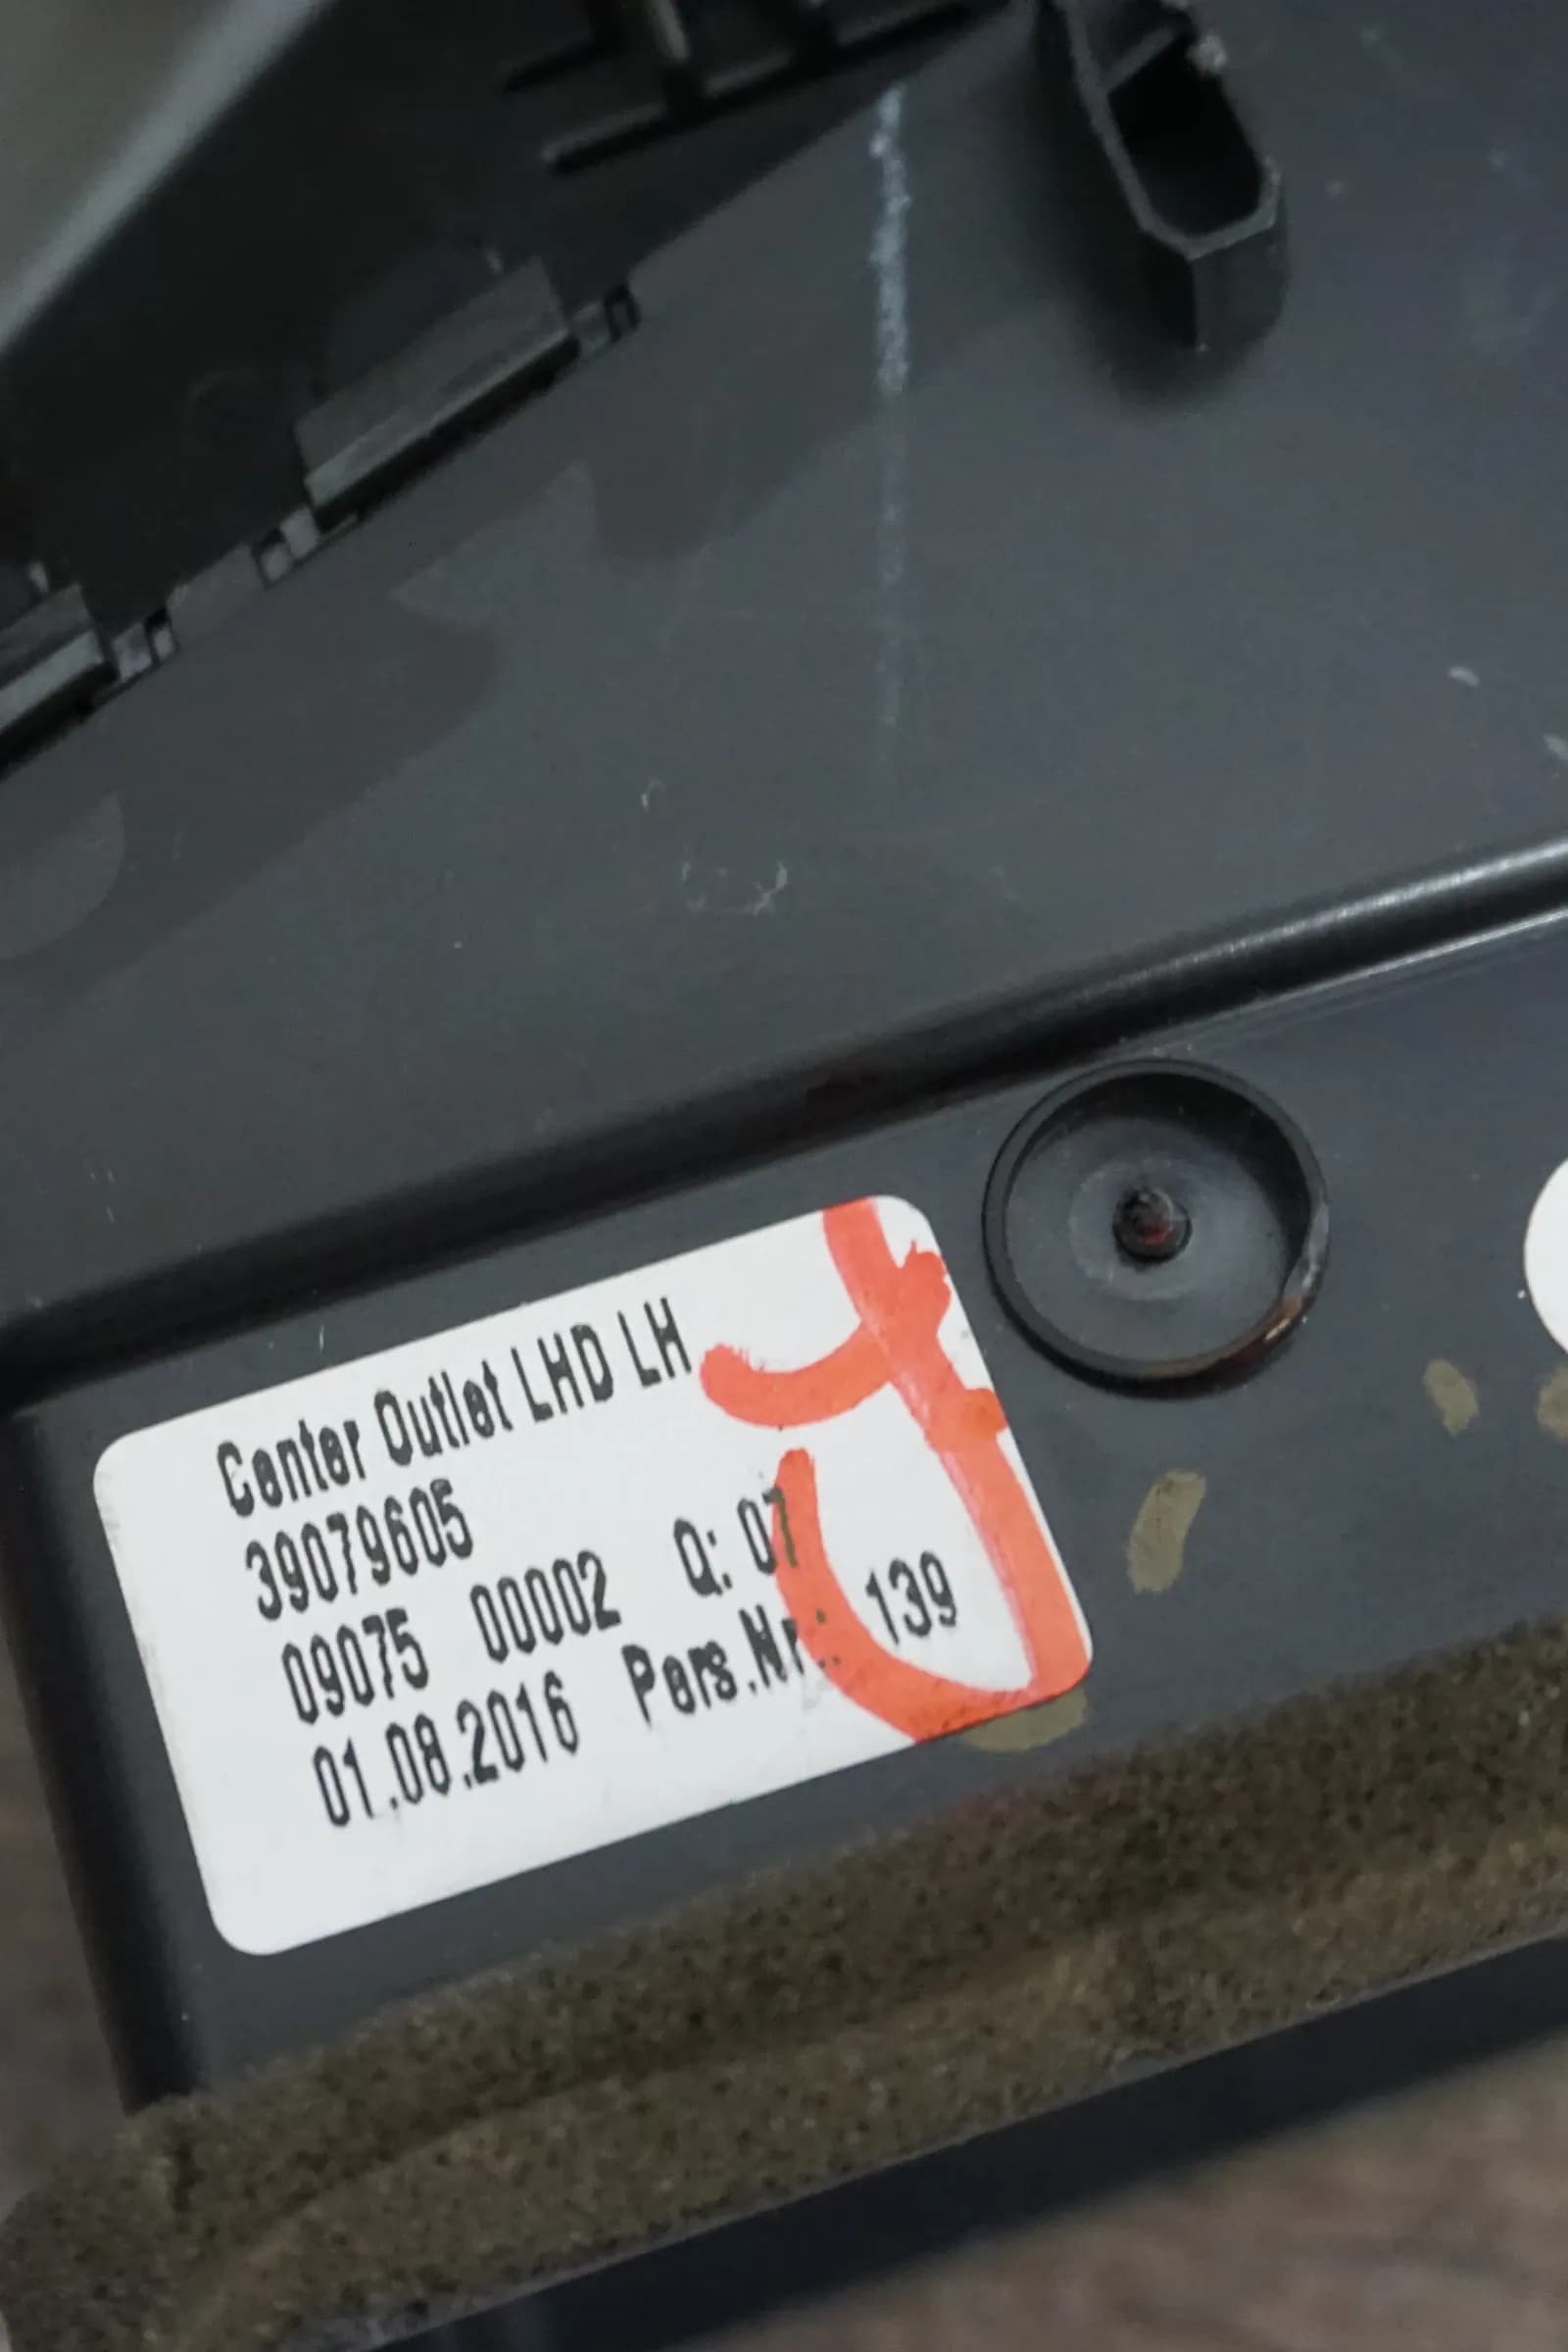 Center Outlet LHD LH
39079605
09075 00002 Q: 07
01.08.2016 Pers.Nr.: 139